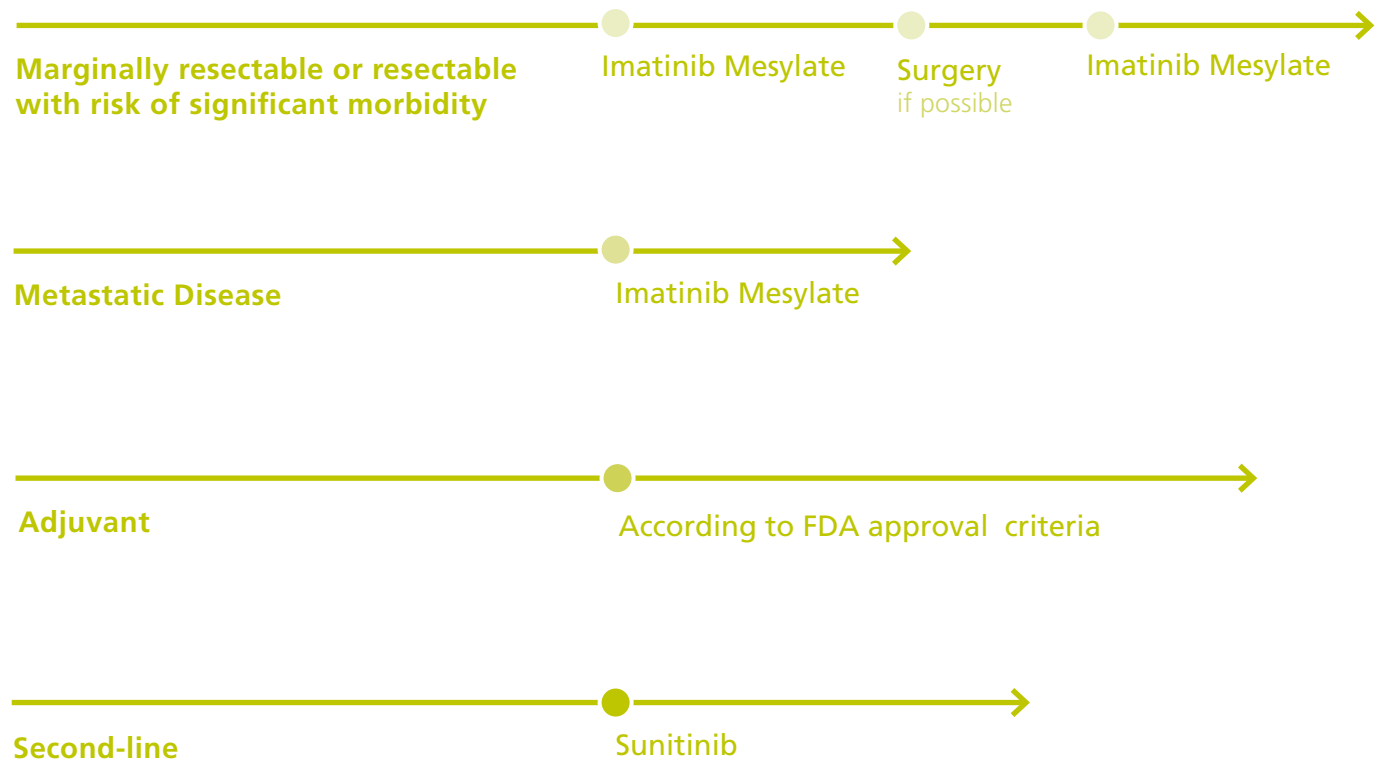 Marginally resectable or resectable
with risk of significant morbidity
Imatinib Mesylate
Surgery
if possible
Imatinib Mesylate
Metastatic Disease
Imatinib Mesylate
Adjuvant
According to FDA approval criteria
Second-line
Sunitinib